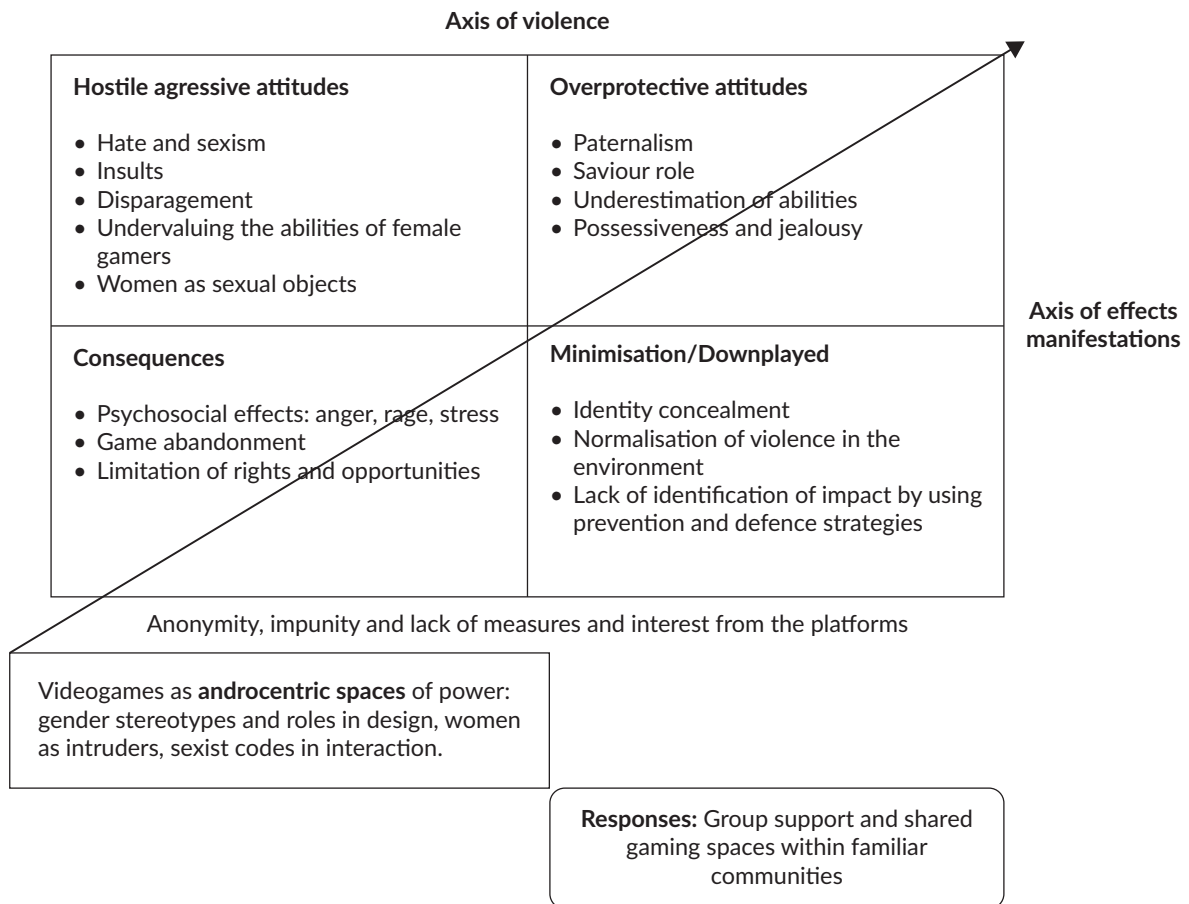 Axis of violence
Hostile agressive attitudes
• Hate and sexism
• Insults
• Disparagement
• Undervaluing the abilities of female
gamers
• Women as sexual objects
Overprotective attitudes
• Paternalism
• Saviour role
• Underestimation of abilities
• Possessiveness and jealousy
Axis of effects
manifestations
Consequences
• Psychosocial effects: anger, rage, stress
• Game abandonment
• Limitation of rights and opportunities
Minimisation/Downplayed
• Identity concealment
• Normalisation of violence in the
environment
• Lack of identification of impact by using
prevention and defence strategies
Anonymity, impunity and lack of measures and interest from the platforms
Videogames as androcentric spaces of power:
gender stereotypes and roles in design, women
as intruders, sexist codes in interaction.
Responses: Group support and shared
gaming spaces within familiar
communities